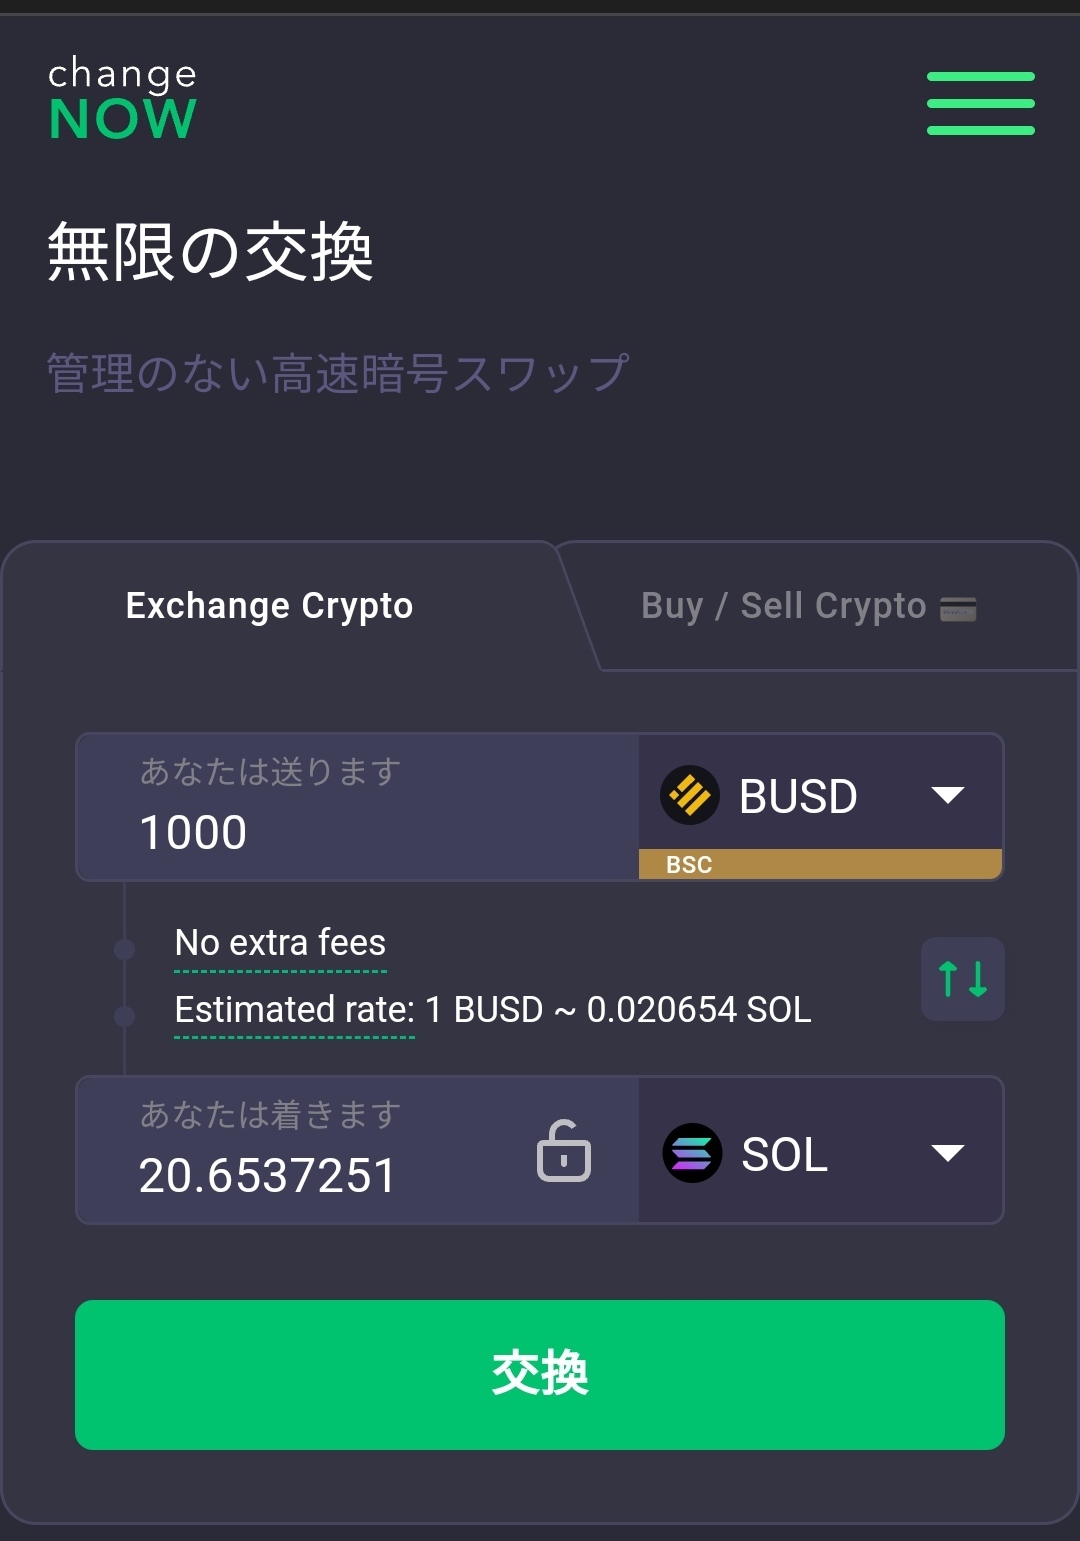 change
NOW
無限の交換
管理のない高速暗号スワップ
Exchange Crypto
Buy / Sell Crypto
あなたは送ります
1000
BUSD
BSC
No extra fees
Estimated rate: 1 BUSD ~ 0.020654 SOL
あなたは着きます
20.6537251
SOL
交換